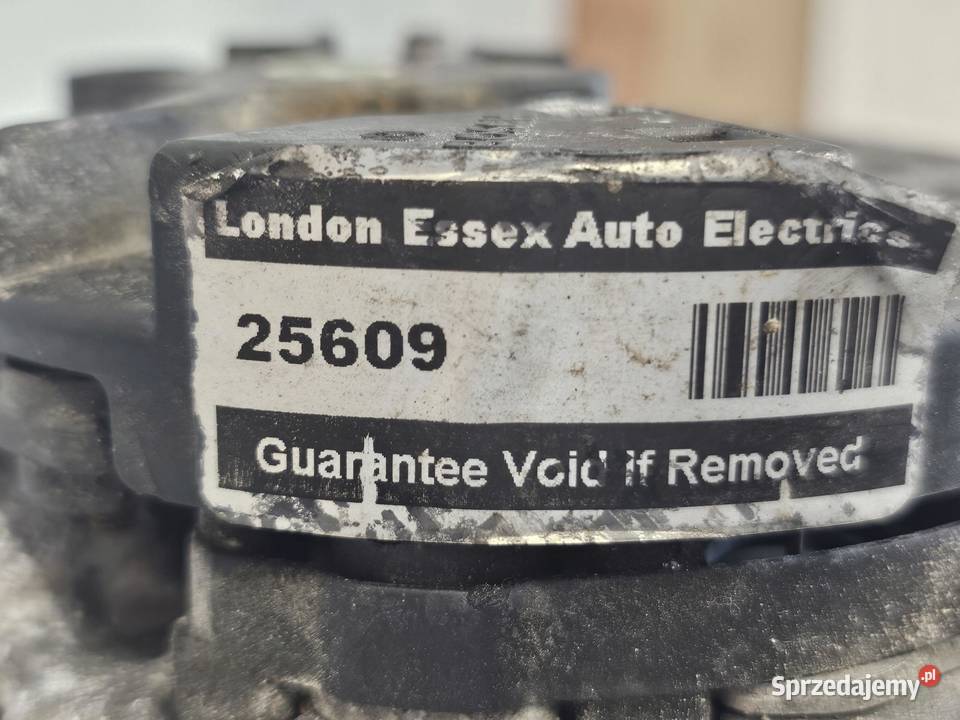 London Essex Auto Electrics
25609
Guarantee Void if Removed
Sprzedajemy.pl